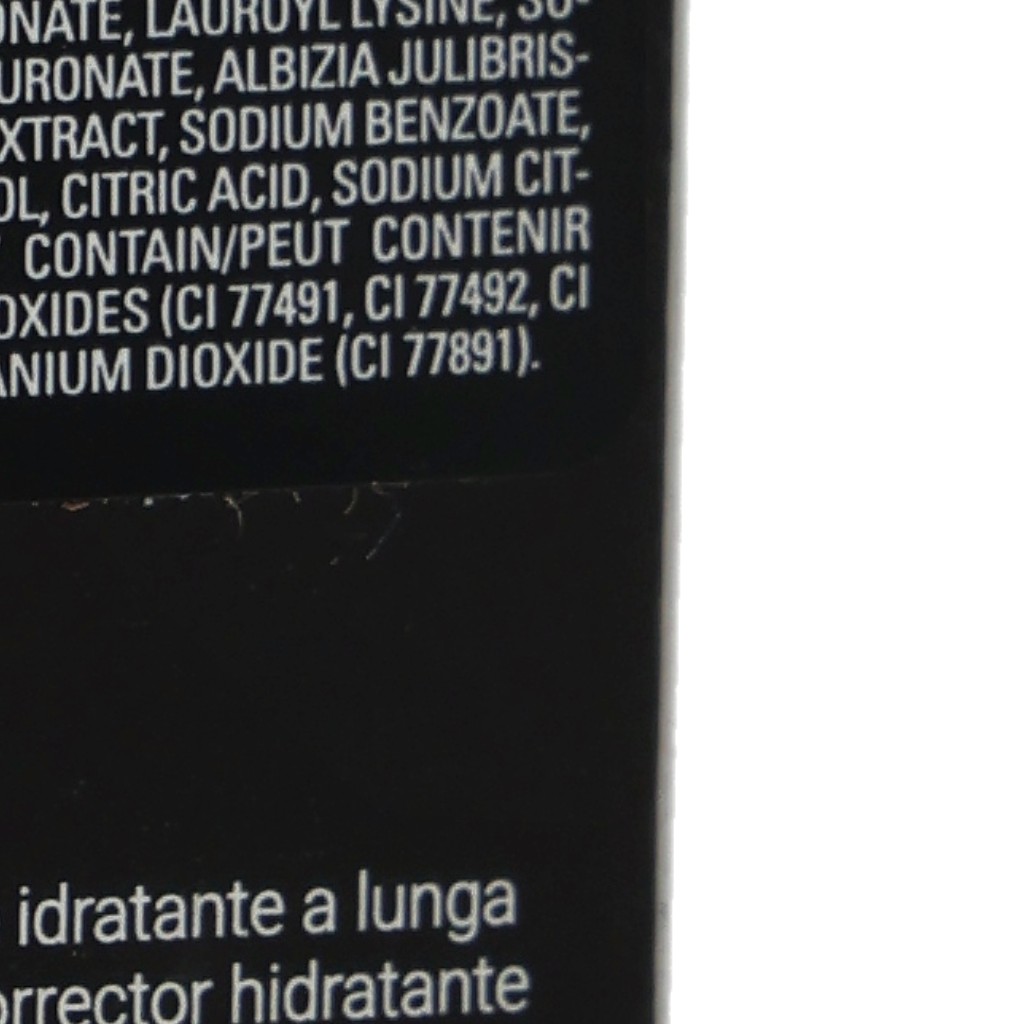 ONATE, LAUROYL LYSINE, SO-
URONATE, ALBIZIA JULIBRIS-
XTRACT, SODIUM BENZOATE,
OL, CITRIC ACID, SODIUM CIT-
CONTAIN/PEUT CONTENIR
OXIDES (CI 77491, CI 77492, CI
ANIUM DIOXIDE (CI 77891).
idratante a lunga
orrector hidratante